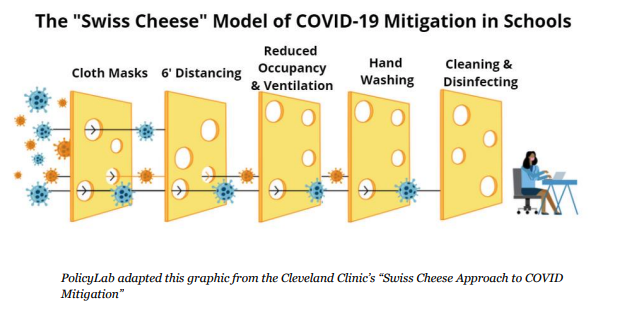 The "Swiss Cheese" Model of COVID-19 Mitigation in Schools
Cloth Masks
6' Distancing
Reduced
Occupancy
& Ventilation
Hand
Washing
Cleaning &
Disinfecting
PolicyLab adapted this graphic from the Cleveland Clinic's “Swiss Cheese Approach to COVID
Mitigation”